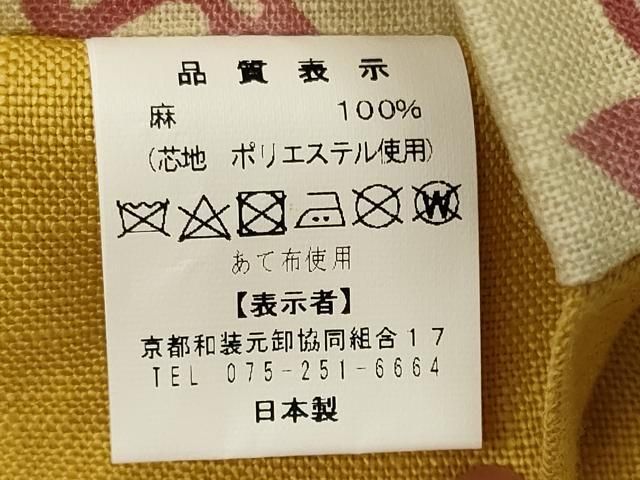 品質表示
麻 100%
(芯地 ポリエステル使用)
W
あて布使用
【表示者】
京都和装元卸協同組合17
TEL 075-251-6664
日本製